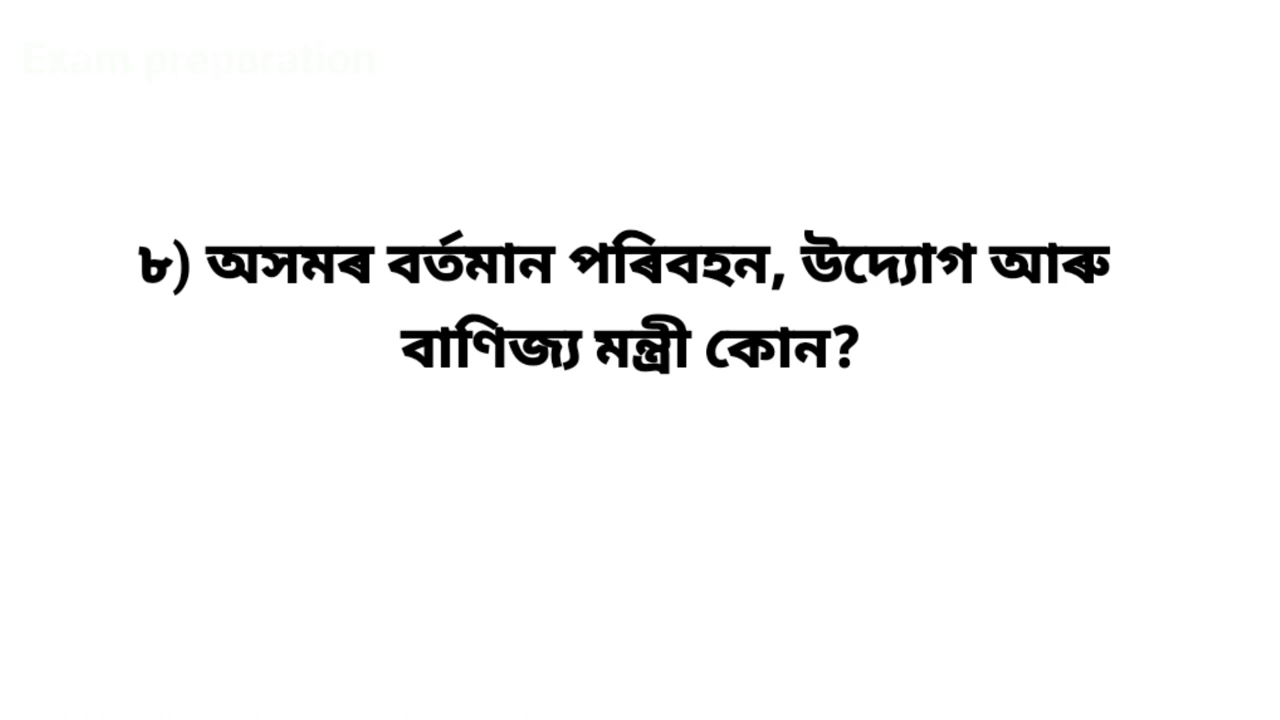 Exam preparation
৮) অসমৰ বৰ্তমান পৰিবহন, উদ্যোগ আৰু
বাণিজ্য মন্ত্ৰী কোন?